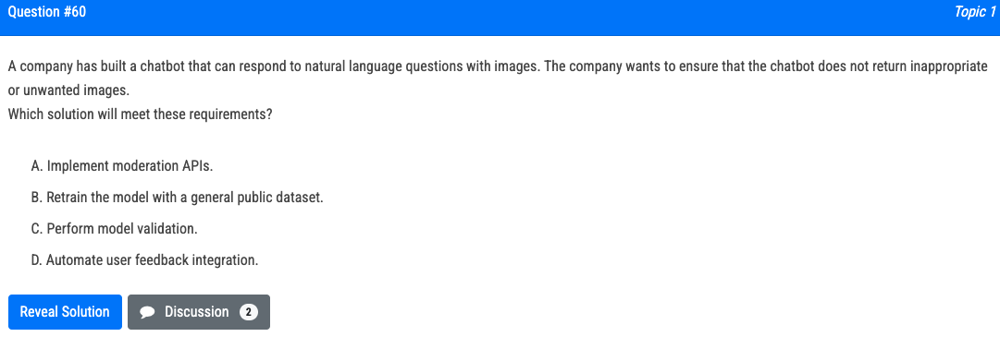 Question #60
Topic 1
A company has built a chatbot that can respond to natural language questions with images. The company wants to ensure that the chatbot does not return inappropriate
or unwanted images.
Which solution will meet these requirements?
A. Implement moderation APIs.
B. Retrain the model with a general public dataset.
C. Perform model validation.
D. Automate user feedback integration.
Reveal Solution
Discussion 2